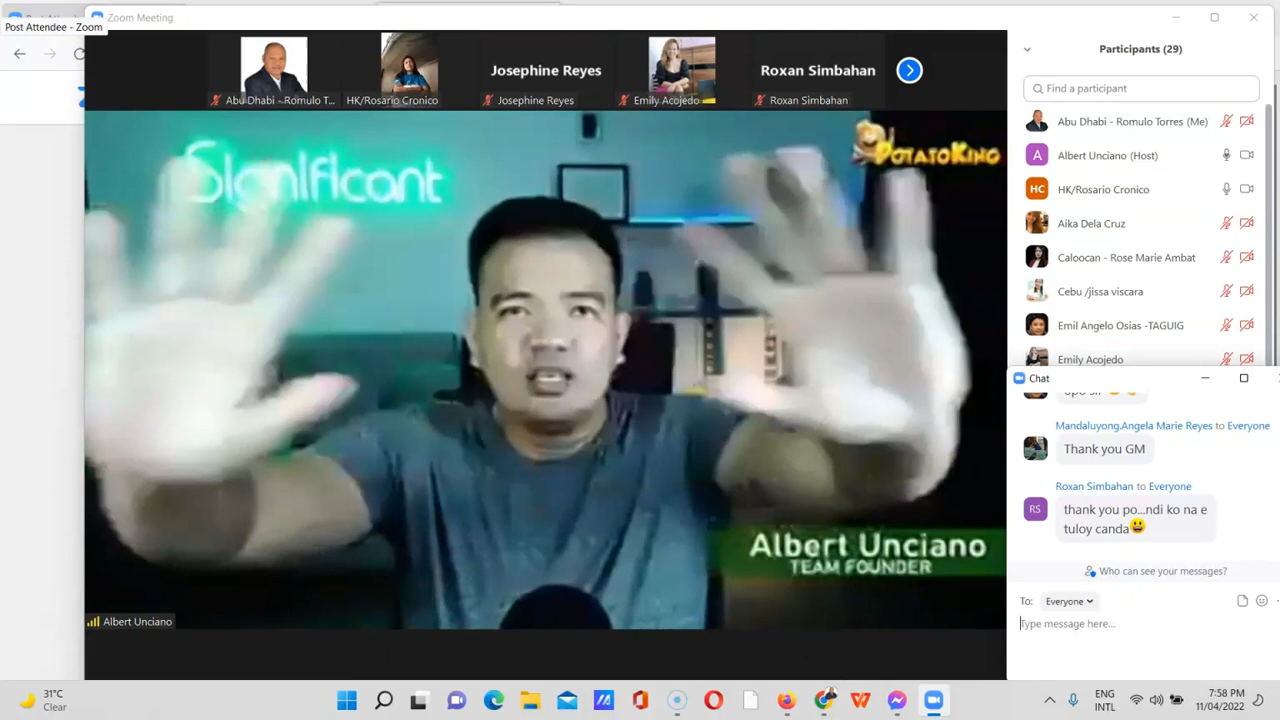 Post Attendee - Zoom
Zoom Meeting
Josephine Reyes
Roxan Simbahan
Abu Dhabi - Romulo T...
HK/Rosario Cronico
Josephine Reyes
Emily Acojedo
Roxan Simbahan
Significant
POTATOKING
Albert Unciano
TEAM FOUNDER
Albert Unciano
Participants (29)
Find a participant
Abu Dhabi - Romulo Torres (Me)
A
Albert Unciano (Host)
HC
HK/Rosario Cronico
Aika Dela Cruz
Caloocan - Rose Marie Ambat
Cebu /jissa viscara
Emil Angelo Osias -TAGUIG
Emily Acojedo
Chat
Mandaluyong.Angela Marie Reyes to Everyone
Thank you GM
Roxan Simbahan to Everyone
RS
thank you po...ndi ko na e
tuloy canda
Who can see your messages?
To: Everyone
Type message here...
31°C
Clear
ENG
INTL
7:58 PM
11/04/2022